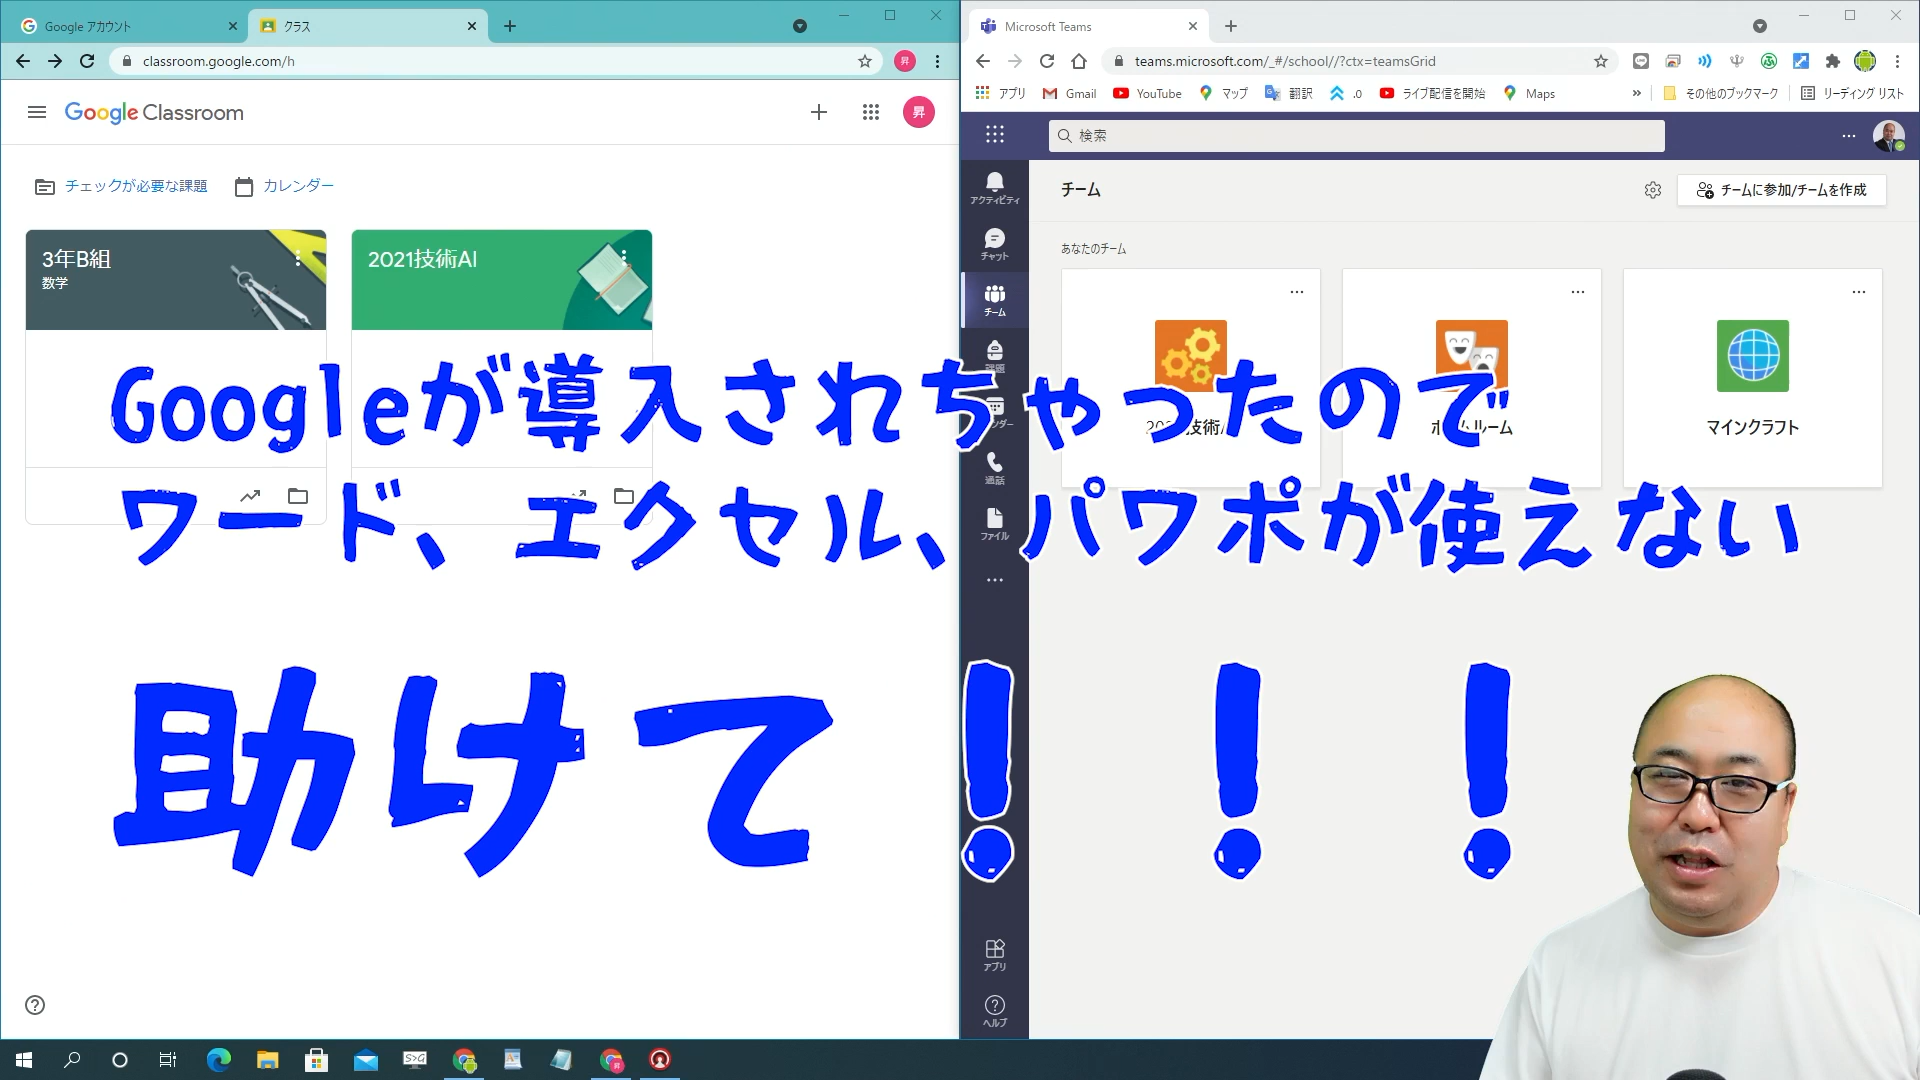 Google アカウント
クラス
classroom.google.com/h
昇
Google Classroom
昇
チェックが必要な課題
カレンダー
3年B組
数学
2021技術AI
Microsoft Teams
teams.microsoft.com/_#/school//?ctx=teamsGrid
アプリ
Gmail
YouTube
マップ
翻訳
.0
ライブ配信を開始
Maps
»
その他のブックマーク
リーディング リスト
検索
アクティビティ
チャット
チーム
通話
ファイル
アプリ
ヘルプ
チーム
チームに参加/チームを作成
あなたのチーム
マインクラフト
Googleが導入されちゃったので
ワード、エクセル、パワポが使えない
助けて!!!